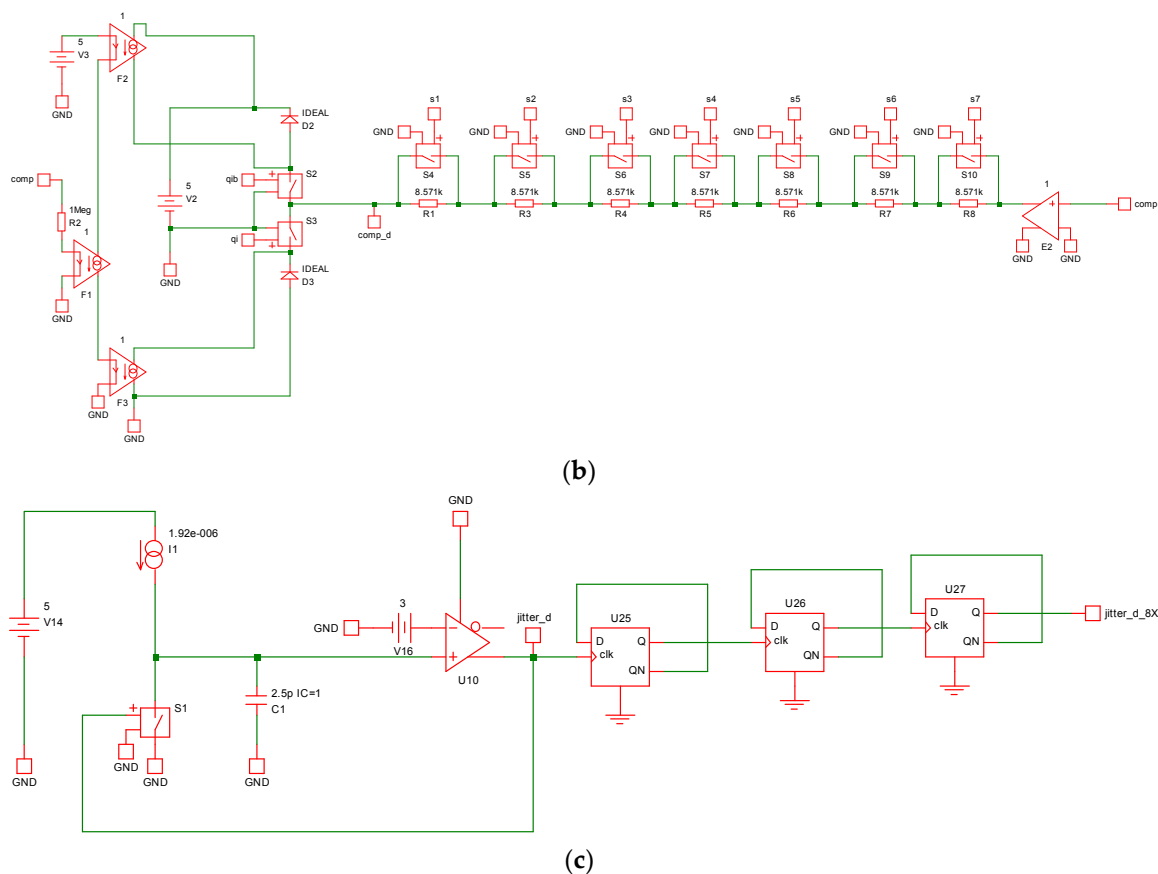 1
5
V3
F2
GND
comp
1Meg
R2
1
F1
GND
1
F3
GND
GND
5
V2
GND
IDEAL
D2
qib
S2
S3
qi
IDEAL
D3
comp_d
s1
GND
+
S4
8.571k
R1
s2
GND
+
S5
8.571k
R3
s3
GND
+
S6
8.571k
R4
s4
GND
+
S7
8.571k
R5
s5
GND
+
S8
8.571k
R6
s6
GND
+
S9
8.571k
R7
s7
GND
+
S10
8.571k
R8
1
+
E2
GND
GND
comp
(b)
5
V14
GND
1.92e-006
I1
+
S1
GND
GND
2.5p IC=1
C1
GND
GND
3
V16
GND
−
+
U10
jitter_d
U25
D
Q
clk
QN
U26
D
Q
clk
QN
U27
D
Q
clk
QN
jitter_d_8X
(c)